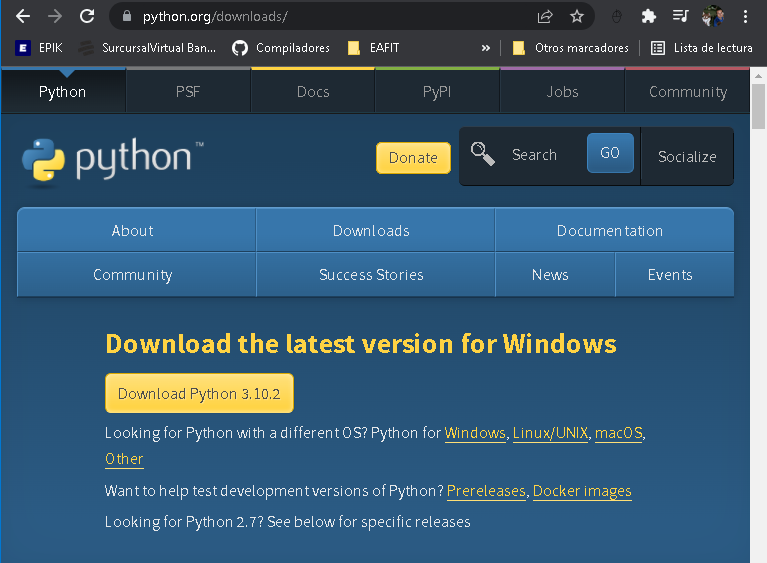 python.org/downloads/
EPIK SurcursalVirtual Ban... Compiladores EAFIT » Otros marcadores Lista de lectura
Python PSF Docs PyPI Jobs Community
python™ Donate Search GO Socialize
About Downloads Documentation
Community Success Stories News Events
Download the latest version for Windows
Download Python 3.10.2
Looking for Python with a different OS? Python for Windows, Linux/UNIX, macOS,
Other
Want to help test development versions of Python? Prereleases, Docker images
Looking for Python 2.7? See below for specific releases